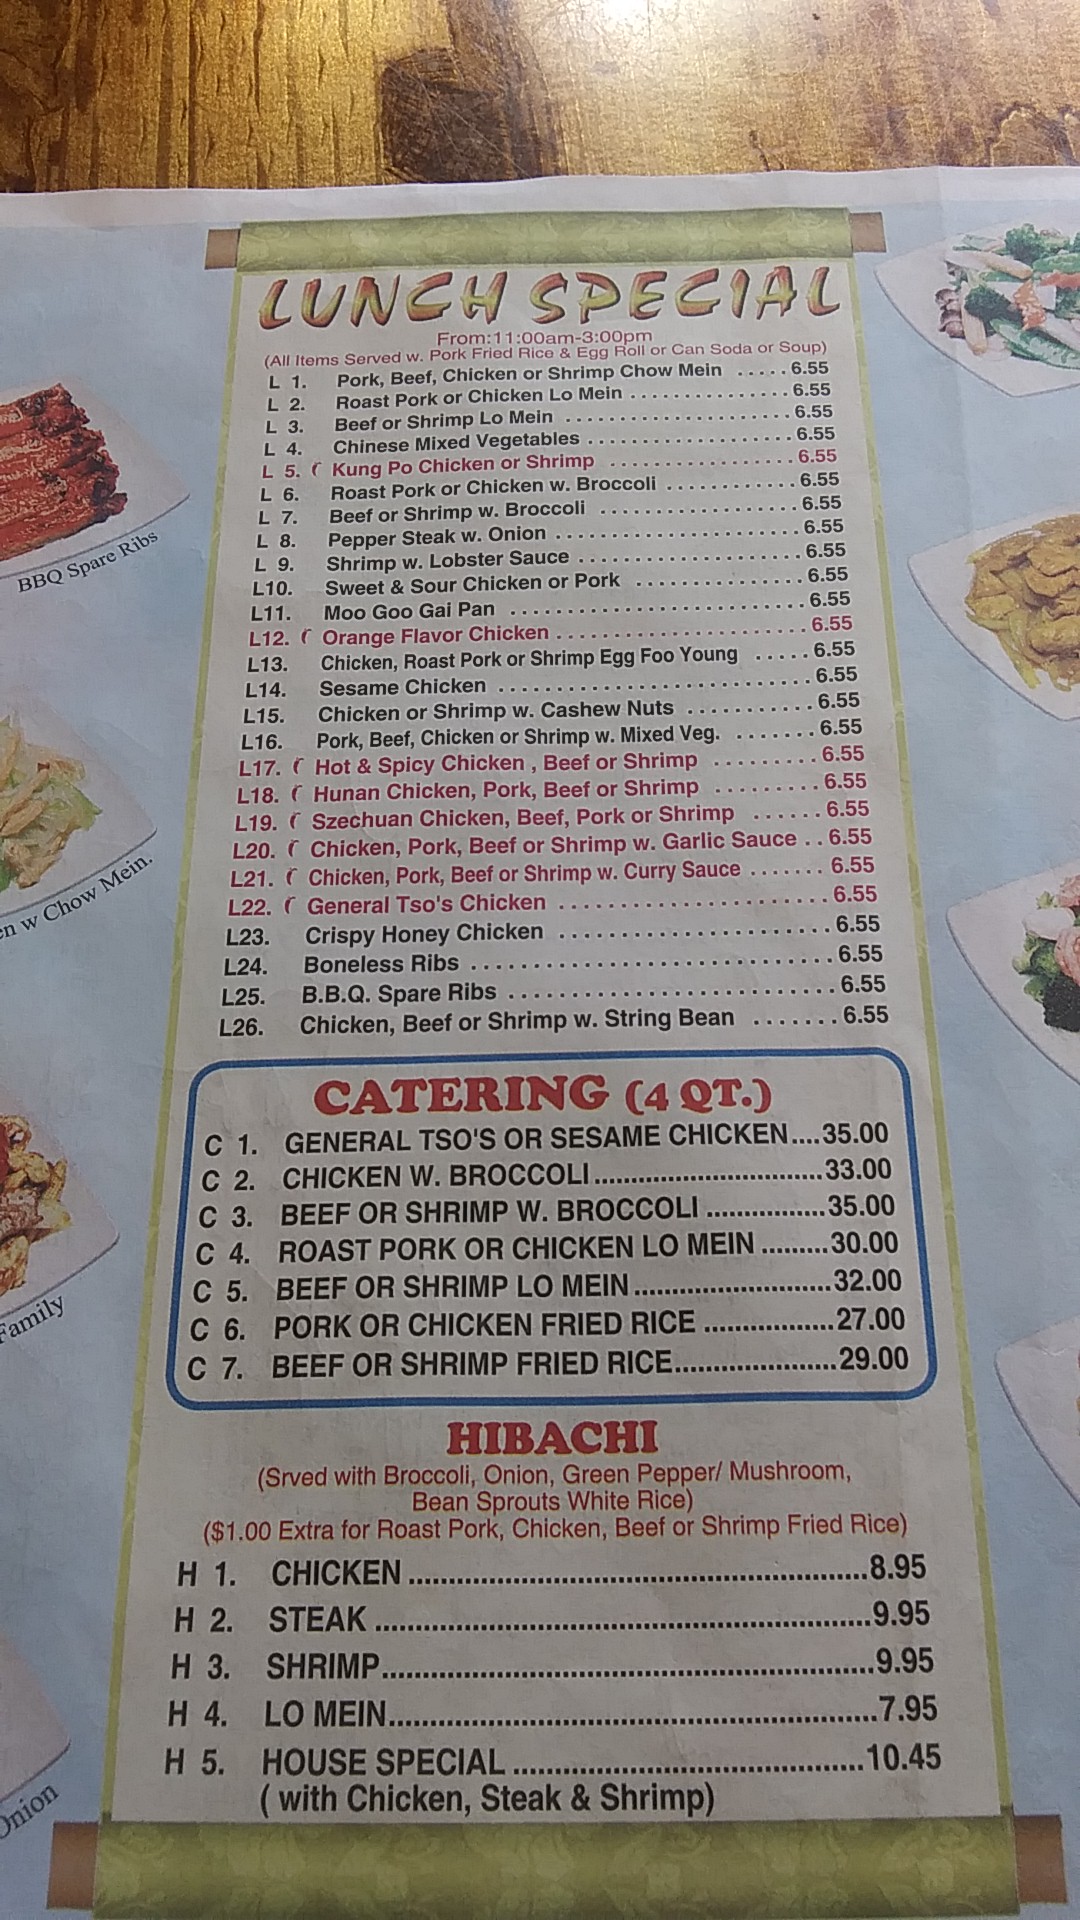 LUNCH SPECIAL
From:11:00am-3:00pm
(All Items Served w. Pork Fried Rice & Egg Roll or Can Soda or Soup)
L 1. Pork, Beef, Chicken or Shrimp Chow Mein ..... 6.55
L 2. Roast Pork or Chicken Lo Mein ............... 6.55
L 3. Beef or Shrimp Lo Mein ..................... 6.55
L 4. Chinese Mixed Vegetables ................... 6.55
L 5. Kung Po Chicken or Shrimp ................. 6.55
L 6. Roast Pork or Chicken w. Broccoli ............ 6.55
L 7. Beef or Shrimp w. Broccoli .................. 6.55
L 8. Pepper Steak w. Onion ...................... 6.55
L 9. Shrimp w. Lobster Sauce .................... 6.55
L10. Sweet & Sour Chicken or Pork .............. 6.55
L11. Moo Goo Gai Pan ......................... 6.55
L12. Orange Flavor Chicken ...................... 6.55
L13. Chicken, Roast Pork or Shrimp Egg Foo Young ..... 6.55
L14. Sesame Chicken ........................... 6.55
L15. Chicken or Shrimp w. Cashew Nuts ........... 6.55
L16. Pork, Beef, Chicken or Shrimp w. Mixed Veg. ....... 6.55
L17. Hot & Spicy Chicken , Beef or Shrimp ......... 6.55
L18. Hunan Chicken, Pork, Beef or Shrimp ......... 6.55
L19. Szechuan Chicken, Beef, Pork or Shrimp ...... 6.55
L20. Chicken, Pork, Beef or Shrimp w. Garlic Sauce .. 6.55
L21. Chicken, Pork, Beef or Shrimp w. Curry Sauce ....... 6.55
L22. General Tso's Chicken ...................... 6.55
L23. Crispy Honey Chicken ...................... 6.55
L24. Boneless Ribs ............................. 6.55
L25. B.B.Q. Spare Ribs .......................... 6.55
L26. Chicken, Beef or Shrimp w. String Bean ....... 6.55
CATERING (4 QT.)
C 1. GENERAL TSO'S OR SESAME CHICKEN....35.00
C 2. CHICKEN W. BROCCOLI...............................33.00
C 3. BEEF OR SHRIMP W. BROCCOLI ................35.00
C 4. ROAST PORK OR CHICKEN LO MEIN .........30.00
C 5. BEEF OR SHRIMP LO MEIN..........................32.00
C 6. PORK OR CHICKEN FRIED RICE .................27.00
C 7. BEEF OR SHRIMP FRIED RICE.....................29.00
HIBACHI
(Srved with Broccoli, Onion, Green Pepper/ Mushroom,
Bean Sprouts White Rice)
($1.00 Extra for Roast Pork, Chicken, Beef or Shrimp Fried Rice)
H 1. CHICKEN ..........................................................8.95
H 2. STEAK ..............................................................9.95
H 3. SHRIMP.............................................................9.95
H 4. LO MEIN............................................................7.95
H 5. HOUSE SPECIAL ............................................10.45
( with Chicken, Steak & Shrimp)
BBQ Spare Ribs
w Chow Mein.
Family
Onion